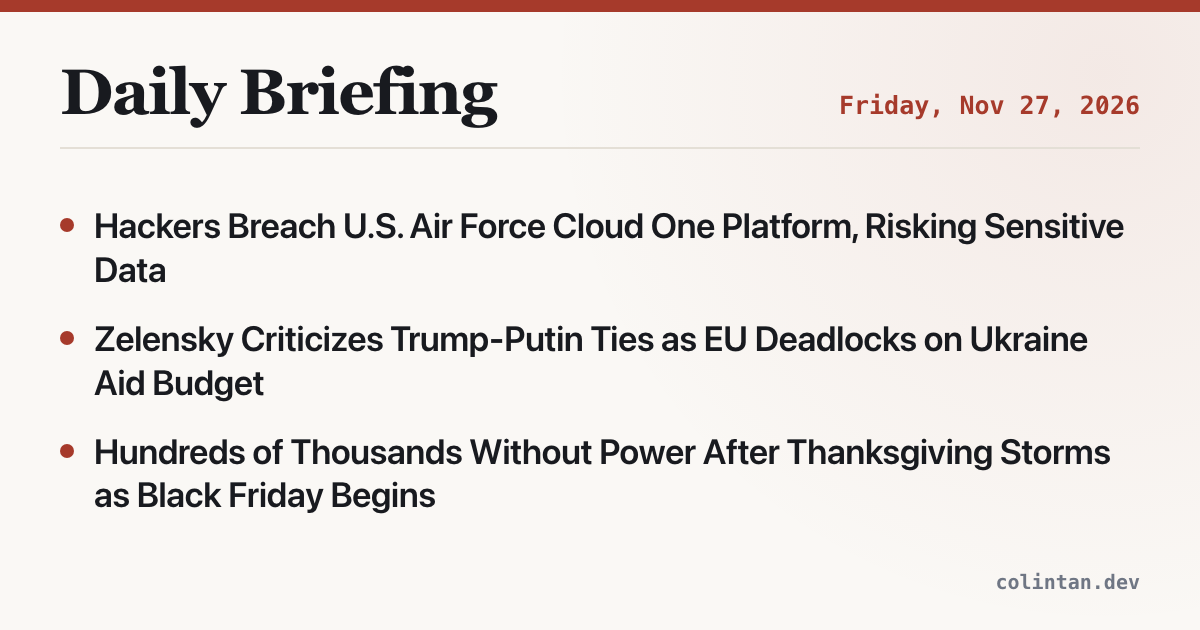 Daily Briefing
Friday, Nov 27, 2026
Hackers Breach U.S. Air Force Cloud One Platform, Risking Sensitive
Data
Zelensky Criticizes Trump-Putin Ties as EU Deadlocks on Ukraine
Aid Budget
Hundreds of Thousands Without Power After Thanksgiving Storms
as Black Friday Begins
colintan.dev